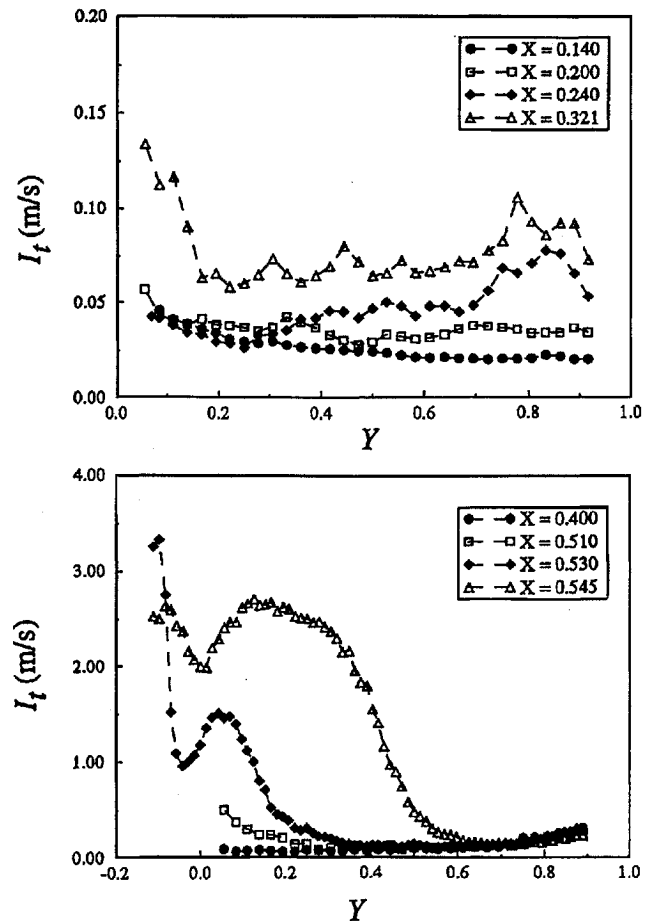 0.20
0.15
0.10
0.05
0.00
I_t (m/s)
X = 0.140
X = 0.200
X = 0.240
X = 0.321
0.0 0.2 0.4 0.6 0.8 1.0
Y
4.00
3.00
2.00
1.00
0.00
I_t (m/s)
X = 0.400
X = 0.510
X = 0.530
X = 0.545
-0.2 0.0 0.2 0.4 0.6 0.8 1.0
Y